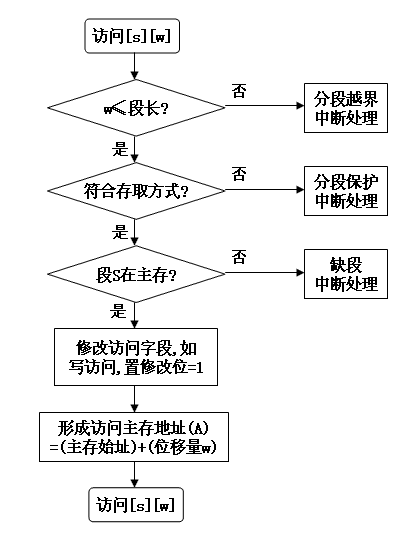 访问[s][w]
w≤段长?
否
分段越界
中断处理
是
符合存取方式?
否
分段保护
中断处理
是
段S在主存?
否
缺段
中断处理
是
修改访问字段,如
写访问,置修改位=1
形成访问主存地址(A)
=(主存始址)+(位移量w)
访问[s][w]